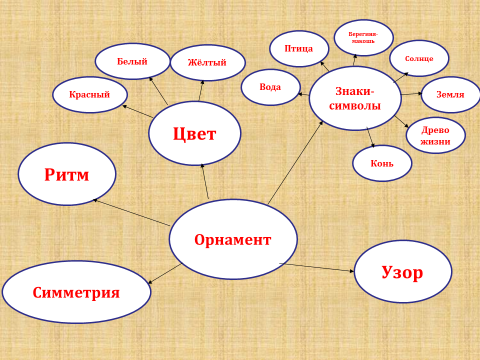 Берегиня-
макошь
Птица
Солнце
Белый
Жёлтый
Вода
Знаки-
символы
Красный
Земля
Цвет
Древо
жизни
Конь
Ритм
Орнамент
Узор
Симметрия